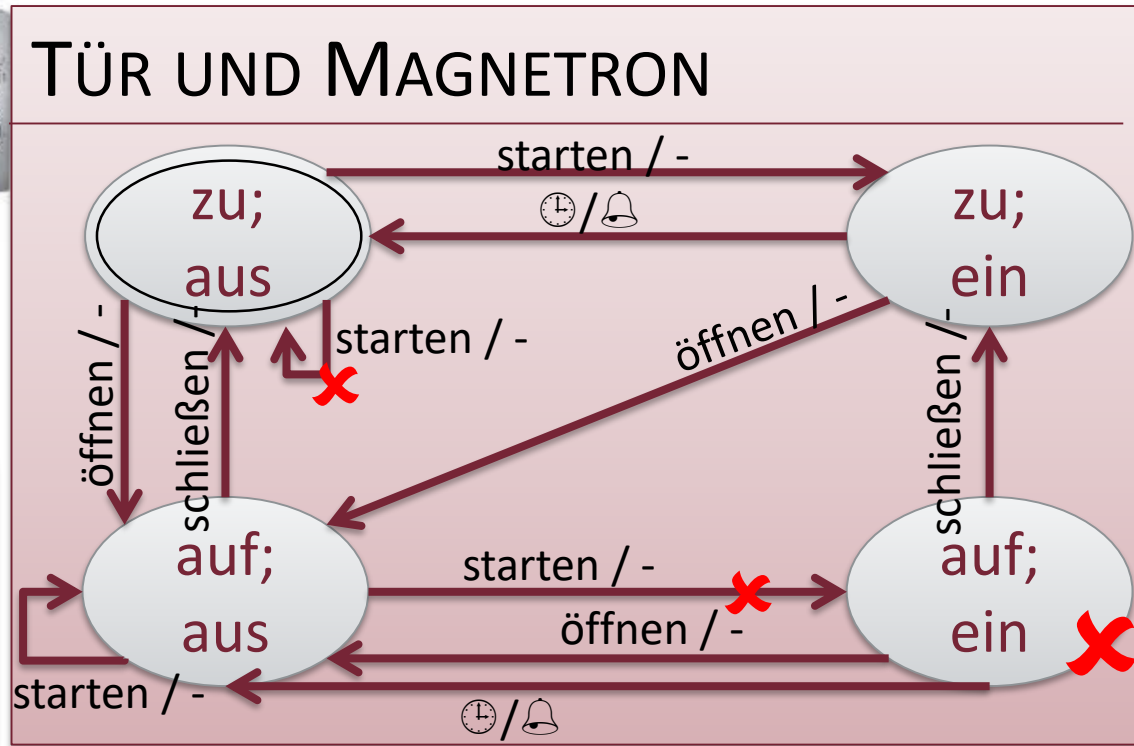 TÜR UND MAGNETRON
starten / -
🕒/🔔
zu;
aus
zu;
ein
öffnen / -
schließen / -
starten / -
öffnen / -
schließen / -
auf;
aus
starten / -
öffnen / -
auf;
ein
starten / -
🕒/🔔